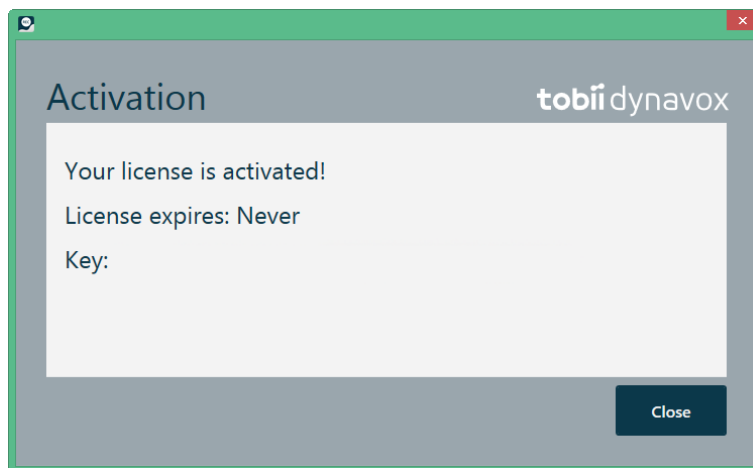 Activation
tobii dynavox
Your license is activated!
License expires: Never
Key:
Close